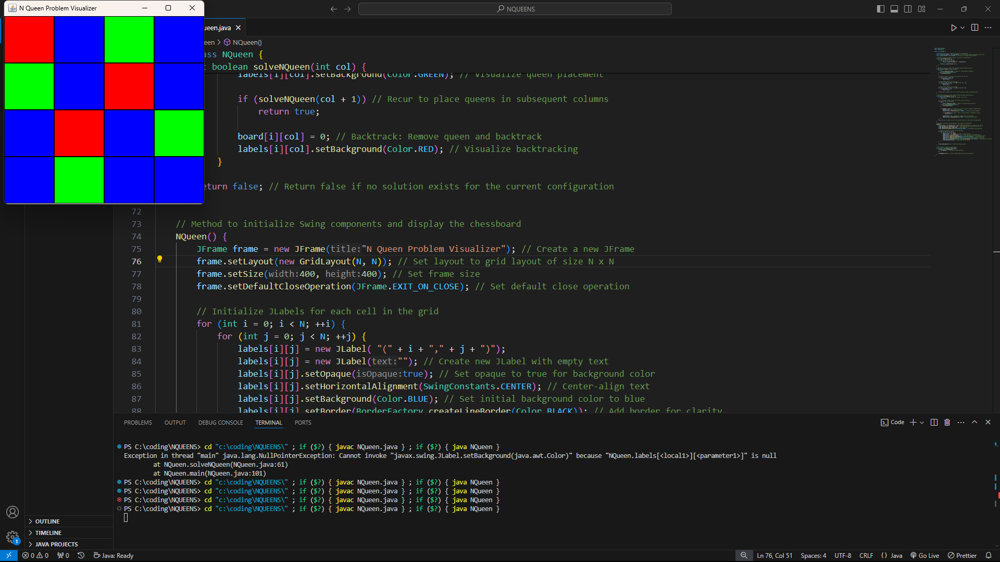 N Queen Problem Visualizer
NQUEENS
ueen.java
een > NQueen()
ass NQueen {
c boolean solveNQueen(int col) {
labels[i][col].setBackground(Color.GREEN); // Visualize queen placement
if (solveNQueen(col + 1)) // Recur to place queens in subsequent columns
return true;
board[i][col] = 0; // Backtrack: Remove queen and backtrack
labels[i][col].setBackground(Color.RED); // Visualize backtracking
}
eturn false; // Return false if no solution exists for the current configuration
72
73 // Method to initialize Swing components and display the chessboard
74 NQueen() {
75 JFrame frame = new JFrame(title:"N Queen Problem Visualizer"); // Create a new JFrame
76 frame.setLayout(new GridLayout(N, N)); // Set layout to grid layout of size N x N
77 frame.setSize(width:400, height:400); // Set frame size
78 frame.setDefaultCloseOperation(JFrame.EXIT_ON_CLOSE); // Set default close operation
79
80 // Initialize JLabels for each cell in the grid
81 for (int i = 0; i < N; ++i) {
82 for (int j = 0; j < N; ++j) {
83 labels[i][j] = new JLabel( "(" + i + "," + j + ")");
84 labels[i][j] = new JLabel(text:""); // Create new JLabel with empty text
85 labels[i][j].setOpaque(isOpaque:true); // Set opaque to true for background color
86 labels[i][j].setHorizontalAlignment(SwingConstants.CENTER); // Center-align text
87 labels[i][j].setBackground(Color.BLUE); // Set initial background color to blue
88 labels[i][j].setBorder(BorderFactory.createLineBorder(Color.BLACK)); // Add border for clarity
PROBLEMS OUTPUT DEBUG CONSOLE TERMINAL PORTS Code
PS C:\coding\NQUEENS> cd "c:\coding\NQUEENS\" ; if ($?) { javac NQueen.java } ; if ($?) { java NQueen }
Exception in thread "main" java.lang.NullPointerException: Cannot invoke "javax.swing.JLabel.setBackground(java.awt.Color)" because "NQueen.labels[<local1>][<parameter1>]" is null
at NQueen.solveNQueen(NQueen.java:61)
at NQueen.main(NQueen.java:101)
PS C:\coding\NQUEENS> cd "c:\coding\NQUEENS\" ; if ($?) { javac NQueen.java } ; if ($?) { java NQueen }
PS C:\coding\NQUEENS> cd "c:\coding\NQUEENS\" ; if ($?) { javac NQueen.java } ; if ($?) { java NQueen }
PS C:\coding\NQUEENS> cd "c:\coding\NQUEENS\" ; if ($?) { javac NQueen.java } ; if ($?) { java NQueen }
PS C:\coding\NQUEENS> cd "c:\coding\NQUEENS\" ; if ($?) { javac NQueen.java } ; if ($?) { java NQueen }
OUTLINE
TIMELINE
JAVA PROJECTS
1
0 0 0 Java: Ready Ln 76, Col 51 Spaces: 4 UTF-8 CRLF {} Java Go Live Prettier